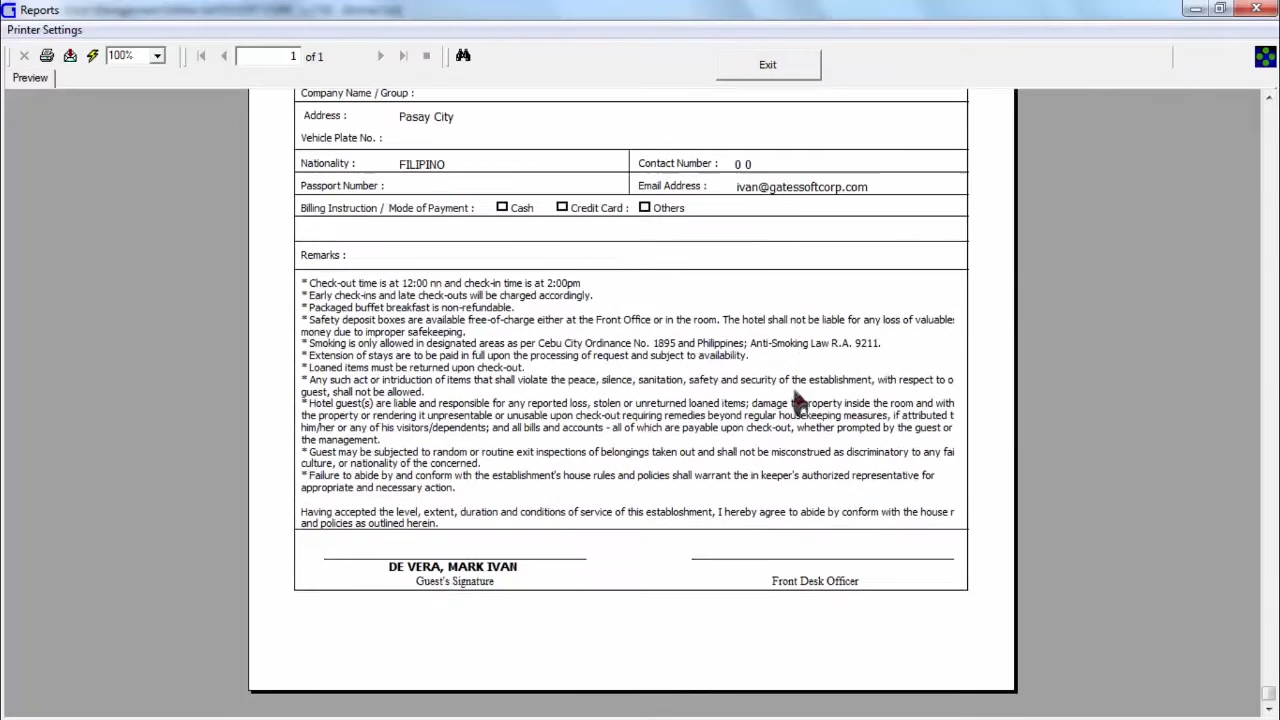 Reports
Printer Settings
100%
1 of 1
Exit
Preview
Company Name / Group :
Address : Pasay City
Vehicle Plate No. :
Nationality : FILIPINO Contact Number : 0 0
Passport Number : Email Address : ivan@gatessoftcorp.com
Billing Instruction / Mode of Payment : Cash Credit Card : Others
Remarks :
* Check-out time is at 12:00 nn and check-in time is at 2:00pm
* Early check-ins and late check-outs will be charged accordingly.
* Packaged buffet breakfast is non-refundable.
* Safety deposit boxes are available free-of-charge either at the Front Office or in the room. The hotel shall not be liable for any loss of valuables
money due to improper safekeeping.
* Smoking is only allowed in designated areas as per Cebu City Ordinance No. 1895 and Philippines; Anti-Smoking Law R.A. 9211.
* Extension of stays are to be paid in full upon the processing of request and subject to availability.
* Loaned items must be returned upon check-out.
* Any such act or intriduction of items that shall violate the peace, silence, sanitation, safety and security of the establishment, with respect to o
guest, shall not be allowed.
* Hotel guest(s) are liable and responsible for any reported loss, stolen or unreturned loaned items; damage property inside the room and with
the property or rendering it unpresentable or unusable upon check-out requiring remedies beyond regular housekeeping measures, if attributed t
him/her or any of his visitors/dependents; and all bills and accounts - all of which are payable upon check-out, whether prompted by the guest or
the management.
* Guest may be subjected to random or routine exit inspections of belongings taken out and shall not be misconstrued as discriminatory to any fai
culture, or nationality of the concerned.
* Failure to abide by and conform wth the establishment's house rules and policies shall warrant the in keeper's authorized representative for
appropriate and necessary action.
Having accepted the level, extent, duration and conditions of service of this establoshment, I hereby agree to abide by conform with the house r
and policies as outlined herein.
DE VERA, MARK IVAN
Guest's Signature Front Desk Officer